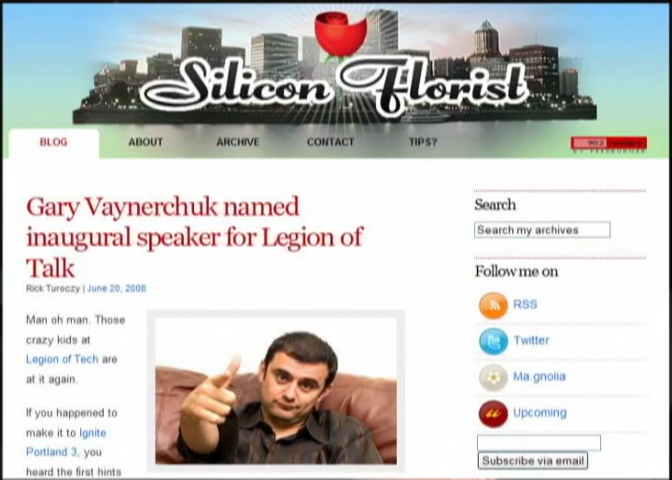 Silicon Florist
BLOG
ABOUT
ARCHIVE
CONTACT
TIPS?
Gary Vaynerchuk named
inaugural speaker for Legion of
Talk
Rick Turoczy | June 20, 2008
Man oh man. Those
crazy kids at
Legion of Tech are
at it again.
If you happened to
make it to Ignite
Portland 3, you
heard the first hints
Search
Search my archives
Follow me on
RSS
Twitter
Ma.gnolia
Upcoming
Subscribe via email